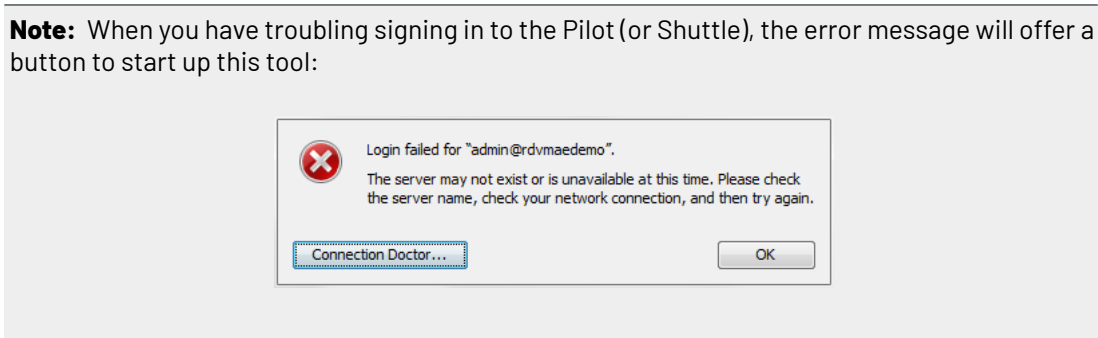 Note: When you have troubling signing in to the Pilot (or Shuttle), the error message will offer a
button to start up this tool:
Login failed for "admin@rdvmaedemo".
The server may not exist or is unavailable at this time. Please check
the server name, check your network connection, and then try again.
Connection Doctor...
OK